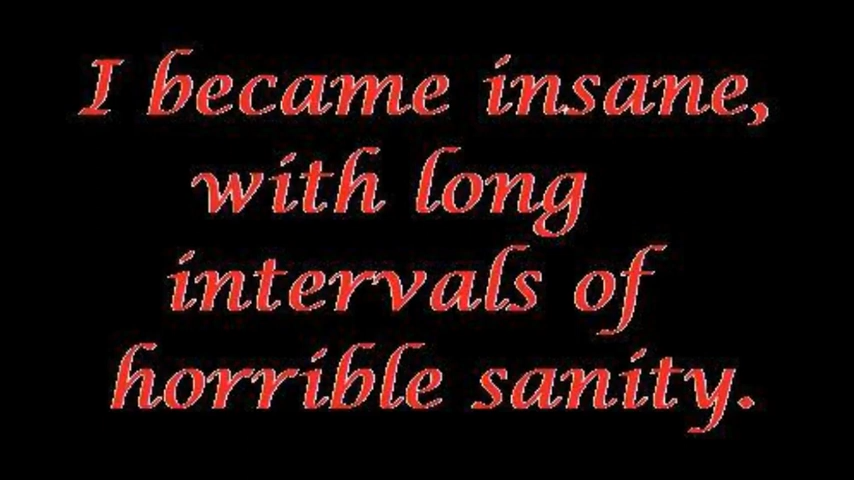 I became insane,
with long
intervals of
horrible sanity.